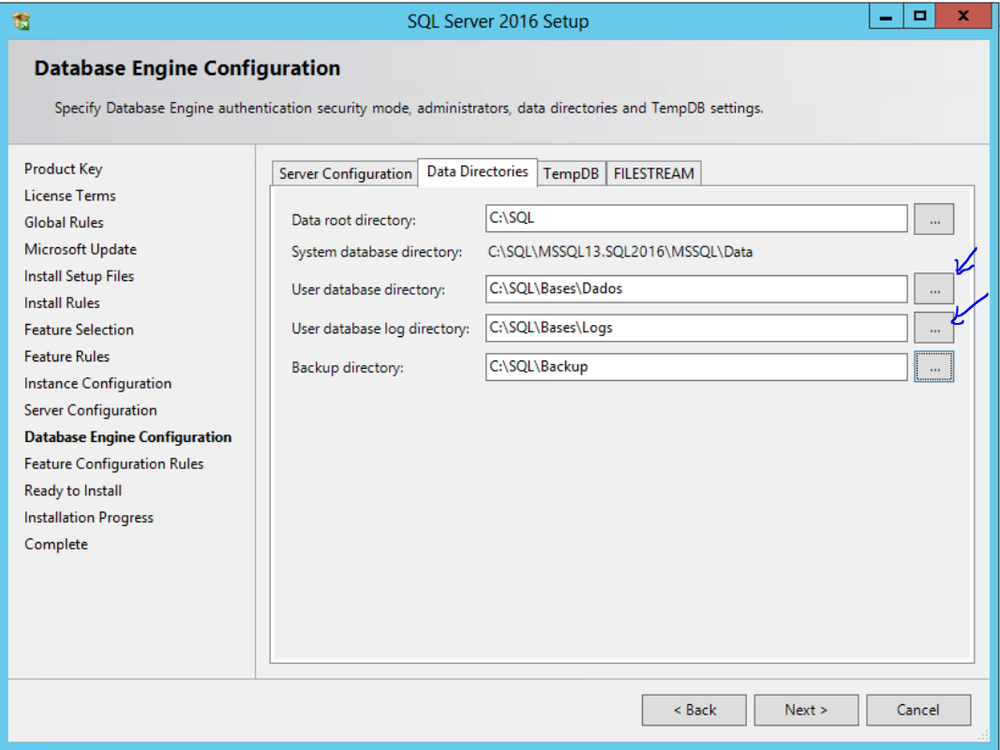 SQL Server 2016 Setup
Database Engine Configuration
Specify Database Engine authentication security mode, administrators, data directories and TempDB settings.
Product Key
License Terms
Global Rules
Microsoft Update
Install Setup Files
Install Rules
Feature Selection
Feature Rules
Instance Configuration
Server Configuration
Database Engine Configuration
Feature Configuration Rules
Ready to Install
Installation Progress
Complete
Server Configuration Data Directories TempDB FILESTREAM
Data root directory: C:\SQL ...
System database directory: C:\SQL\MSSQL13.SQL2016\MSSQL\Data
User database directory: C:\SQL\Bases\Dados ...
User database log directory: C:\SQL\Bases\Logs ...
Backup directory: C:\SQL\Backup ...
< Back Next > Cancel